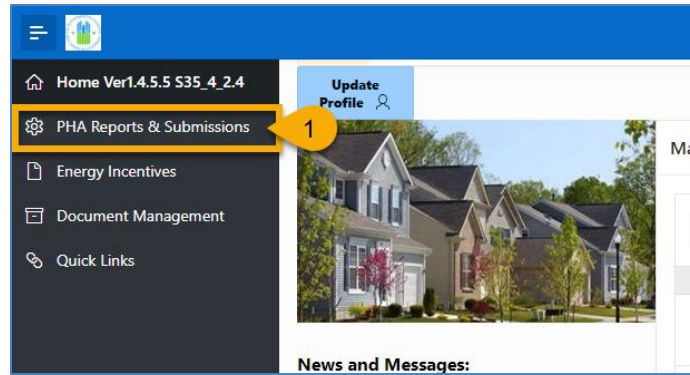 Home Ver1.4.5.5 S35_4_2.4
PHA Reports & Submissions
1
Energy Incentives
Document Management
Quick Links
Update
Profile
Ma
News and Messages: